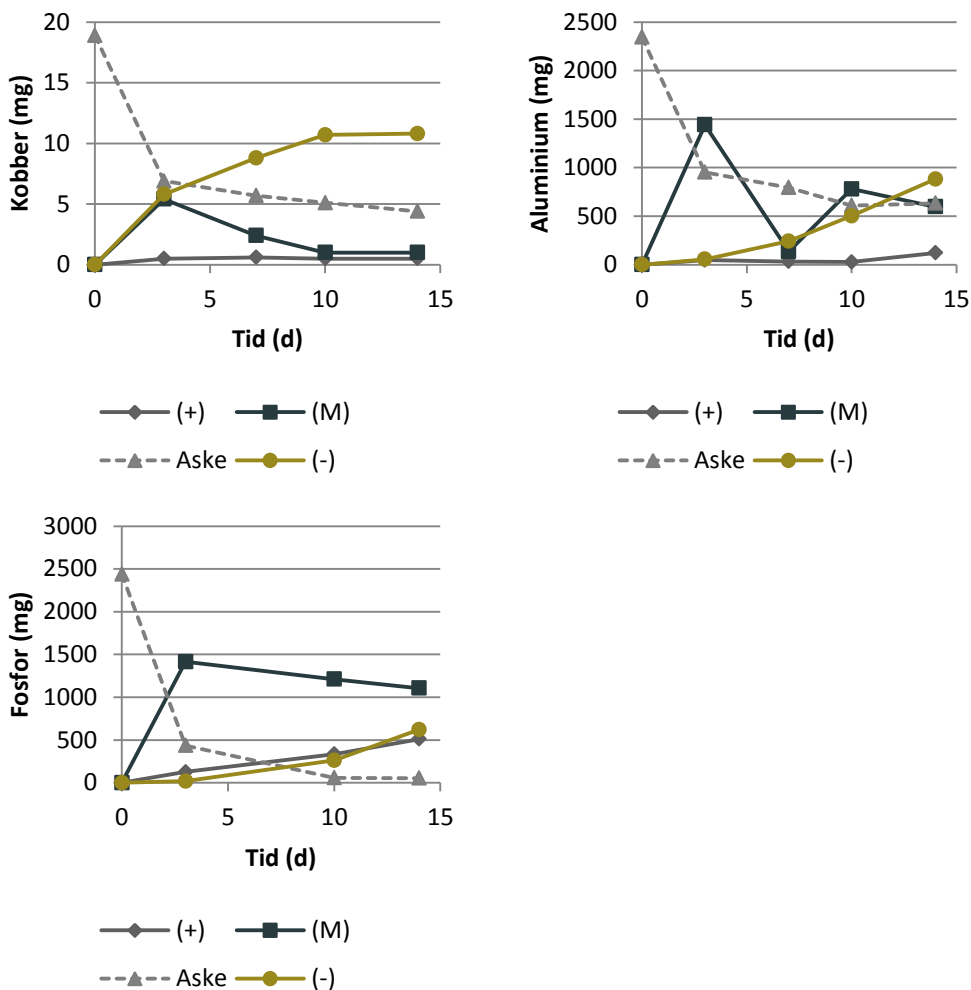 Kobber (mg)
20
15
10
5
0
0 5 10 15
Tid (d)
(+) (M)
Aske (-)
Aluminium (mg)
2500
2000
1500
1000
500
0
0 5 10 15
Tid (d)
(+) (M)
Aske (-)
Fosfor (mg)
3000
2500
2000
1500
1000
500
0
0 5 10 15
Tid (d)
(+) (M)
Aske (-)